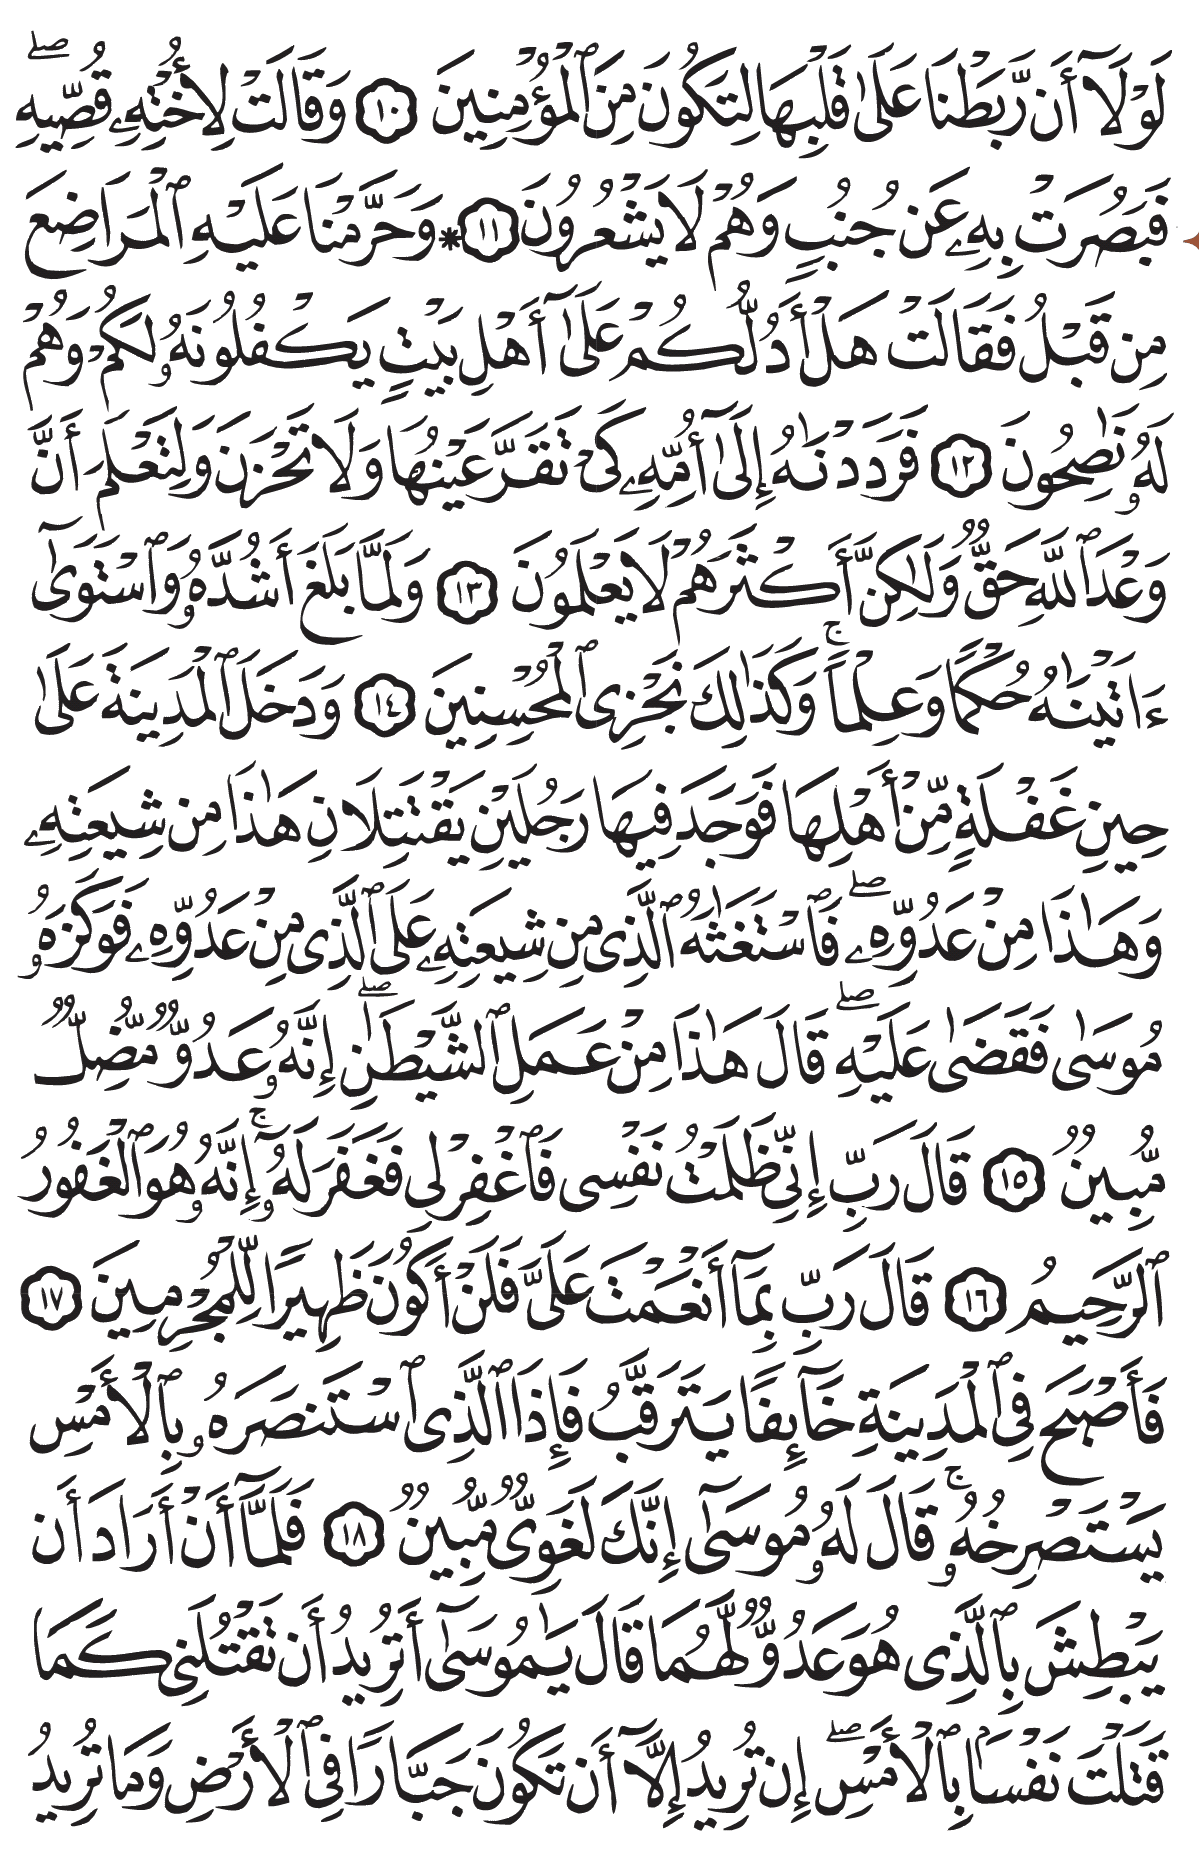 لَوۡلَآ أَن رَّبَطۡنَا عَلَىٰ قَلۡبِهَا لِتَكُونَ مِنَ ٱلۡمُؤۡمِنِينَ ١٠ وَقَالَتۡ لِأُخۡتِهِۦ قُصِّيهِۖ
فَبَصُرَتۡ بِهِۦ عَن جُنُبٖ وَهُمۡ لَا يَشۡعُرُونَ ١١ * وَحَرَّمۡنَا عَلَيۡهِ ٱلۡمَرَاضِعَ
مِن قَبۡلُ فَقَالَتۡ هَلۡ أَدُلُّكُمۡ عَلَىٰٓ أَهۡلِ بَيۡتٖ يَكۡفُلُونَهُۥ لَكُمۡ وَهُمۡ
لَهُۥ نَٰصِحُونَ ١٢ فَرَدَدۡنَٰهُ إِلَىٰٓ أُمِّهِۦ كَيۡ تَقَرَّ عَيۡنُهَا وَلَا تَحۡزَنَ وَلِتَعۡلَمَ أَنَّ
وَعۡدَ ٱللَّهِ حَقّٞ وَلَٰكِنَّ أَكۡثَرَهُمۡ لَا يَعۡلَمُونَ ١٣ وَلَمَّا بَلَغَ أَشُدَّهُۥ وَٱسۡتَوَىٰٓ
ءَاتَيۡنَٰهُ حُكۡمٗا وَعِلۡمٗاۚ وَكَذَٰلِكَ نَجۡزِي ٱلۡمُحۡسِنِينَ ١٤ وَدَخَلَ ٱلۡمَدِينَةَ عَلَىٰ
حِينِ غَفۡلَةٖ مِّنۡ أَهۡلِهَا فَوَجَدَ فِيهَا رَجُلَيۡنِ يَقۡتَتِلَانِ هَٰذَا مِن شِيعَتِهِۦ
وَهَٰذَا مِنۡ عَدُوِّهِۦۖ فَٱسۡتَغَٰثَهُ ٱلَّذِي مِن شِيعَتِهِۦ عَلَى ٱلَّذِي مِنۡ عَدُوِّهِۦ فَوَكَزَهُۥ
مُوسَىٰ فَقَضَىٰ عَلَيۡهِۖ قَالَ هَٰذَا مِنۡ عَمَلِ ٱلشَّيۡطَٰنِۖ إِنَّهُۥ عَدُوّٞ مُّضِلّٞ
مُّبِينٞ ١٥ قَالَ رَبِّ إِنِّي ظَلَمۡتُ نَفۡسِي فَٱغۡفِرۡ لِي فَغَفَرَ لَهُۥٓۚ إِنَّهُۥ هُوَ ٱلۡغَفُورُ
ٱلرَّحِيمُ ١٦ قَالَ رَبِّ بِمَآ أَنۡعَمۡتَ عَلَيَّ فَلَنۡ أَكُونَ ظَهِيرٗا لِّلۡمُجۡرِمِينَ ١٧
فَأَصۡبَحَ فِي ٱلۡمَدِينَةِ خَآئِفٗا يَتَرَقَّبُ فَإِذَا ٱلَّذِي ٱسۡتَنصَرَهُۥ بِٱلۡأَمۡسِ
يَسۡتَصۡرِخُهُۥۚ قَالَ لَهُۥ مُوسَىٰٓ إِنَّكَ لَغَوِيّٞ مُّبِينٞ ١٨ فَلَمَّآ أَنۡ أَرَادَ أَن
يَبۡطِشَ بِٱلَّذِي هُوَ عَدُوّٞ لَّهُمَا قَالَ يَٰمُوسَىٰٓ أَتُرِيدُ أَن تَقۡتُلَنِي كَمَا
قَتَلۡتَ نَفۡسَۢا بِٱلۡأَمۡسِۖ إِن تُرِيدُ إِلَّآ أَن تَكُونَ جَبَّارٗا فِي ٱلۡأَرۡضِ وَمَا تُرِيدُ